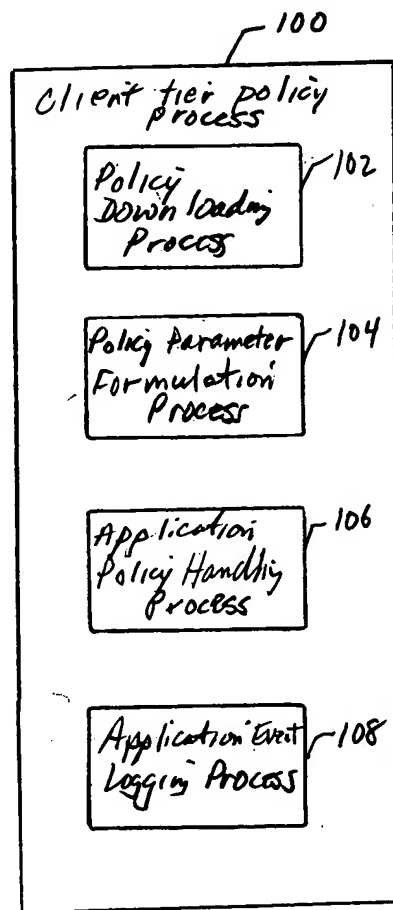 100
Client tier policy
Process
Policy
Downloading
Process
102
Policy Parameter
Formulation
Process
104
Application
Policy Handling
Process
106
Application Event
Logging Process
108